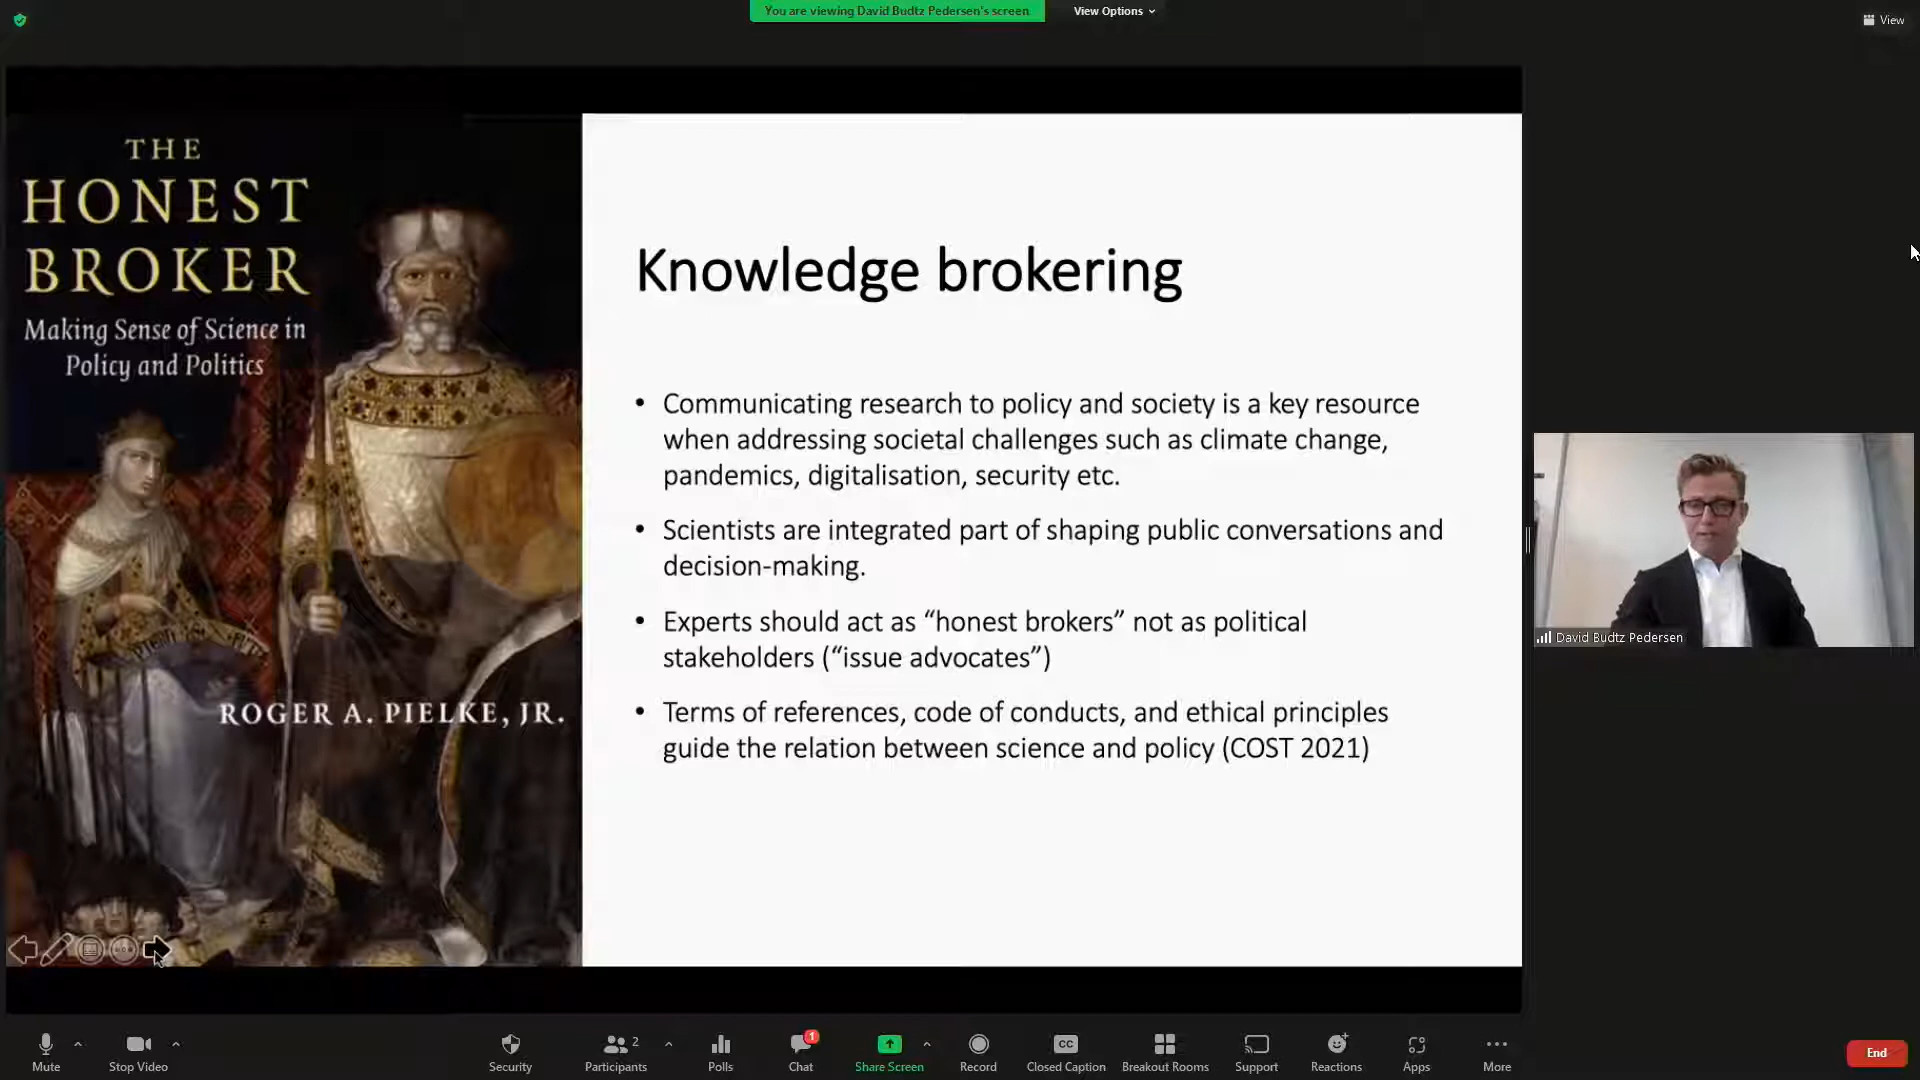 You are viewing David Budtz Pedersen's screen
View Options
View
THE
HONEST
BROKER
Making Sense of Science in
Policy and Politics
ROGER A. PIELKE, JR.
Knowledge brokering
• Communicating research to policy and society is a key resource
when addressing societal challenges such as climate change,
pandemics, digitalisation, security etc.
• Scientists are integrated part of shaping public conversations and
decision-making.
• Experts should act as “honest brokers” not as political
stakeholders (“issue advocates”)
• Terms of references, code of conducts, and ethical principles
guide the relation between science and policy (COST 2021)
David Budtz Pedersen
Mute
Stop Video
Security
2
Participants
Polls
1
Chat
Share Screen
Record
CC
Closed Caption
Breakout Rooms
Support
Reactions
Apps
More
End